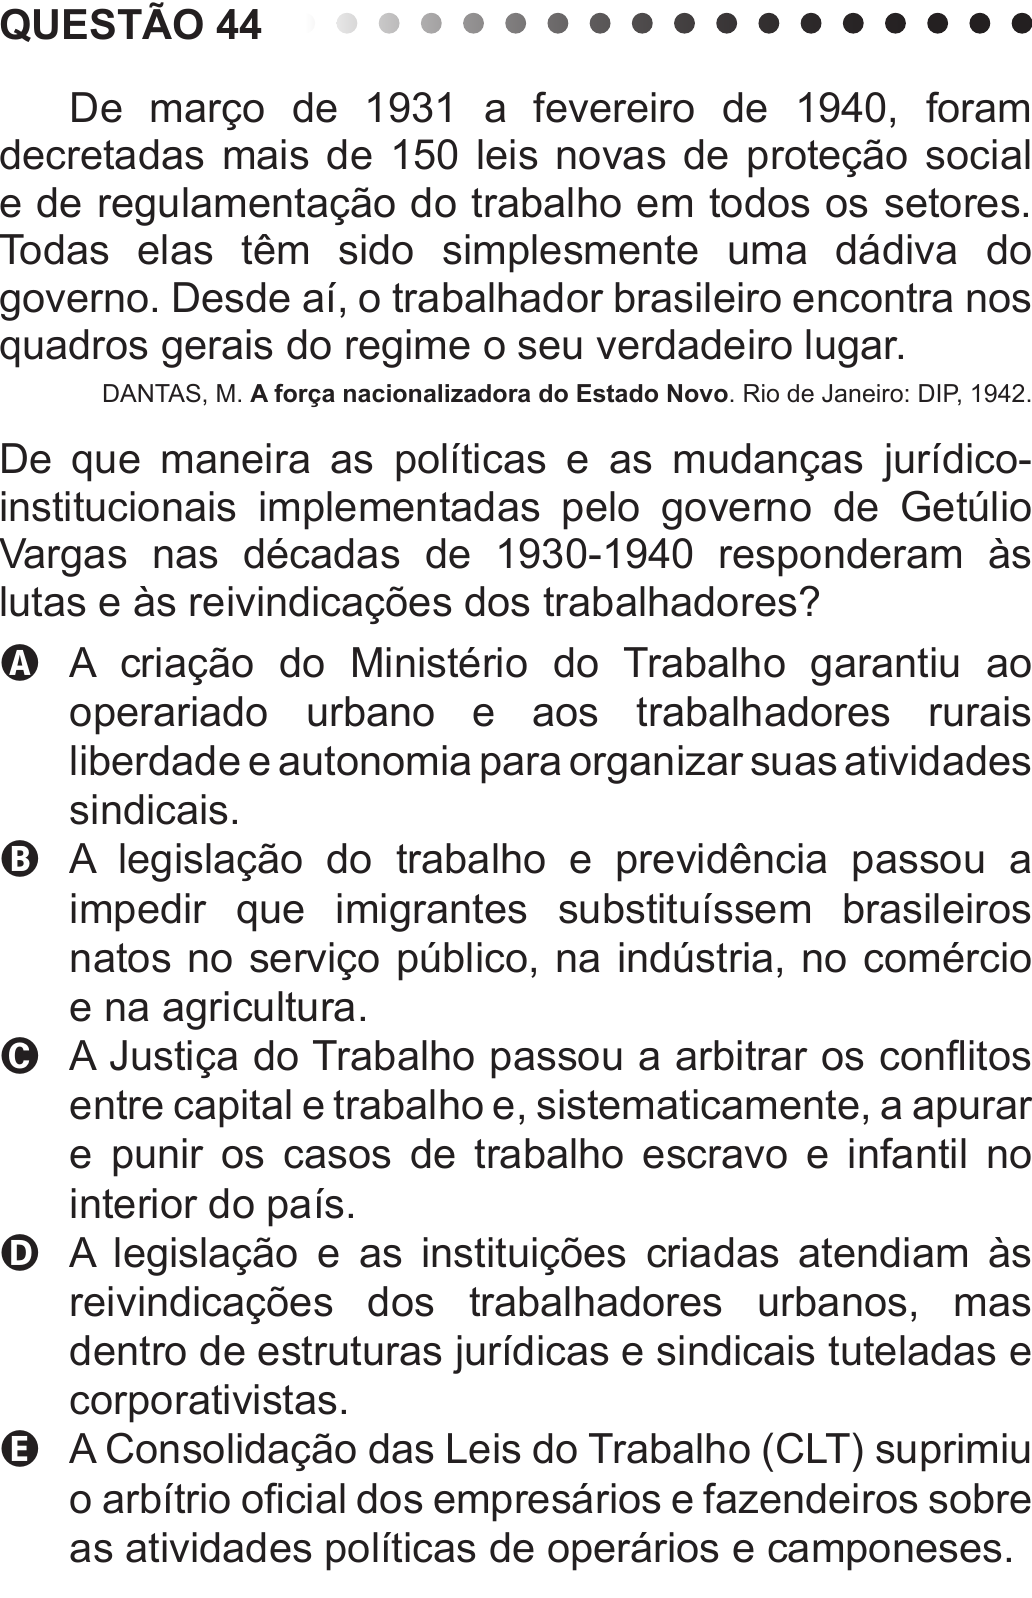 QUESTÃO 44
De março de 1931 a fevereiro de 1940, foram
decretadas mais de 150 leis novas de proteção social
e de regulamentação do trabalho em todos os setores.
Todas elas têm sido simplesmente uma dádiva do
governo. Desde aí, o trabalhador brasileiro encontra nos
quadros gerais do regime o seu verdadeiro lugar.
DANTAS, M. A força nacionalizadora do Estado Novo. Rio de Janeiro: DIP, 1942.
De que maneira as políticas e as mudanças jurídico-
institucionais implementadas pelo governo de Getúlio
Vargas nas décadas de 1930-1940 responderam às
lutas e às reivindicações dos trabalhadores?
A A criação do Ministério do Trabalho garantiu ao
operariado urbano e aos trabalhadores rurais
liberdade e autonomia para organizar suas atividades
sindicais.
B A legislação do trabalho e previdência passou a
impedir que imigrantes substituíssem brasileiros
natos no serviço público, na indústria, no comércio
e na agricultura.
C A Justiça do Trabalho passou a arbitrar os conflitos
entre capital e trabalho e, sistematicamente, a apurar
e punir os casos de trabalho escravo e infantil no
interior do país.
D A legislação e as instituições criadas atendiam às
reivindicações dos trabalhadores urbanos, mas
dentro de estruturas jurídicas e sindicais tuteladas e
corporativistas.
E A Consolidação das Leis do Trabalho (CLT) suprimiu
o arbítrio oficial dos empresários e fazendeiros sobre
as atividades políticas de operários e camponeses.